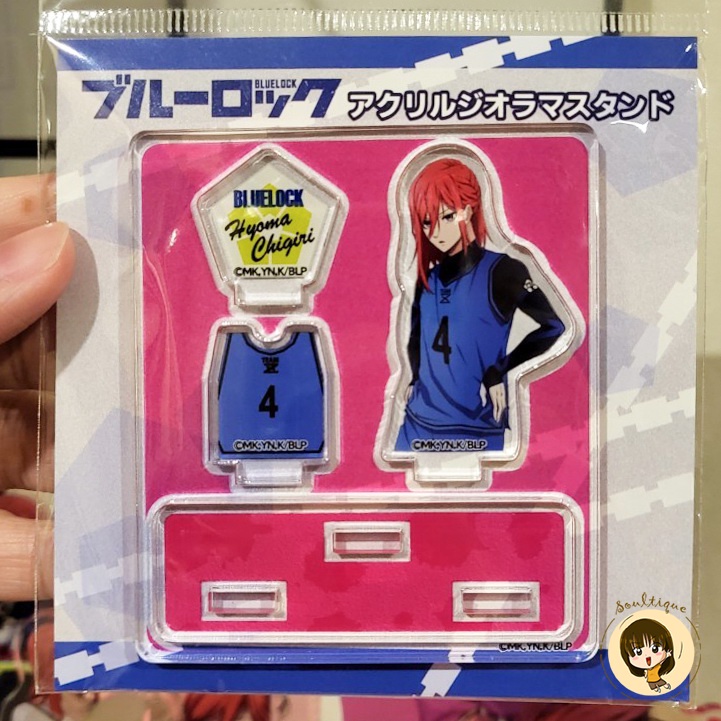 ブルーロック
BLUELOCK
アクリルジオラマスタンド
BLUELOCK
Hyoma
Chigiri
©MK,YN,K/BLP
4
©MK,YN,K/BLP
TEAM
Z
4
©MK,YN,K/BLP
©MK,YN,K/BLP
Soultique